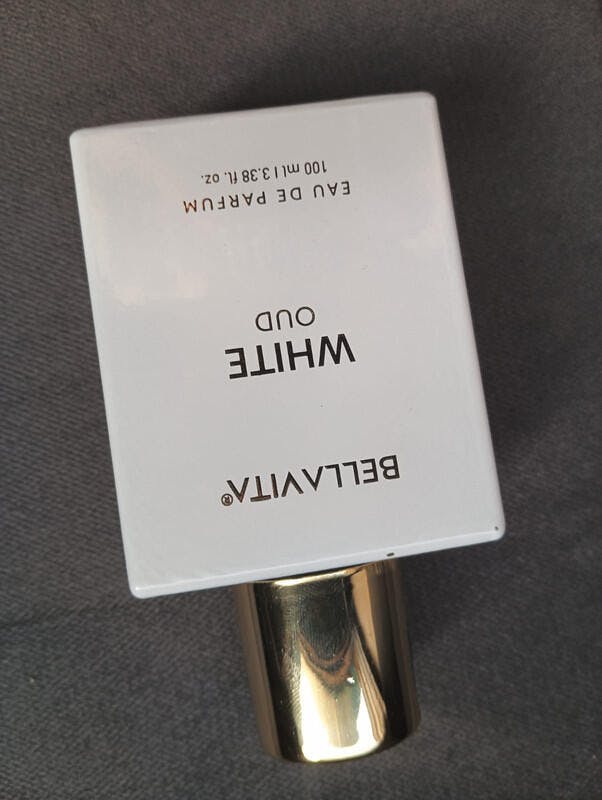 BELLAVITA®
WHITE
OUD
EAU DE PARFUM
100 ml l 3.38 fl. oz.